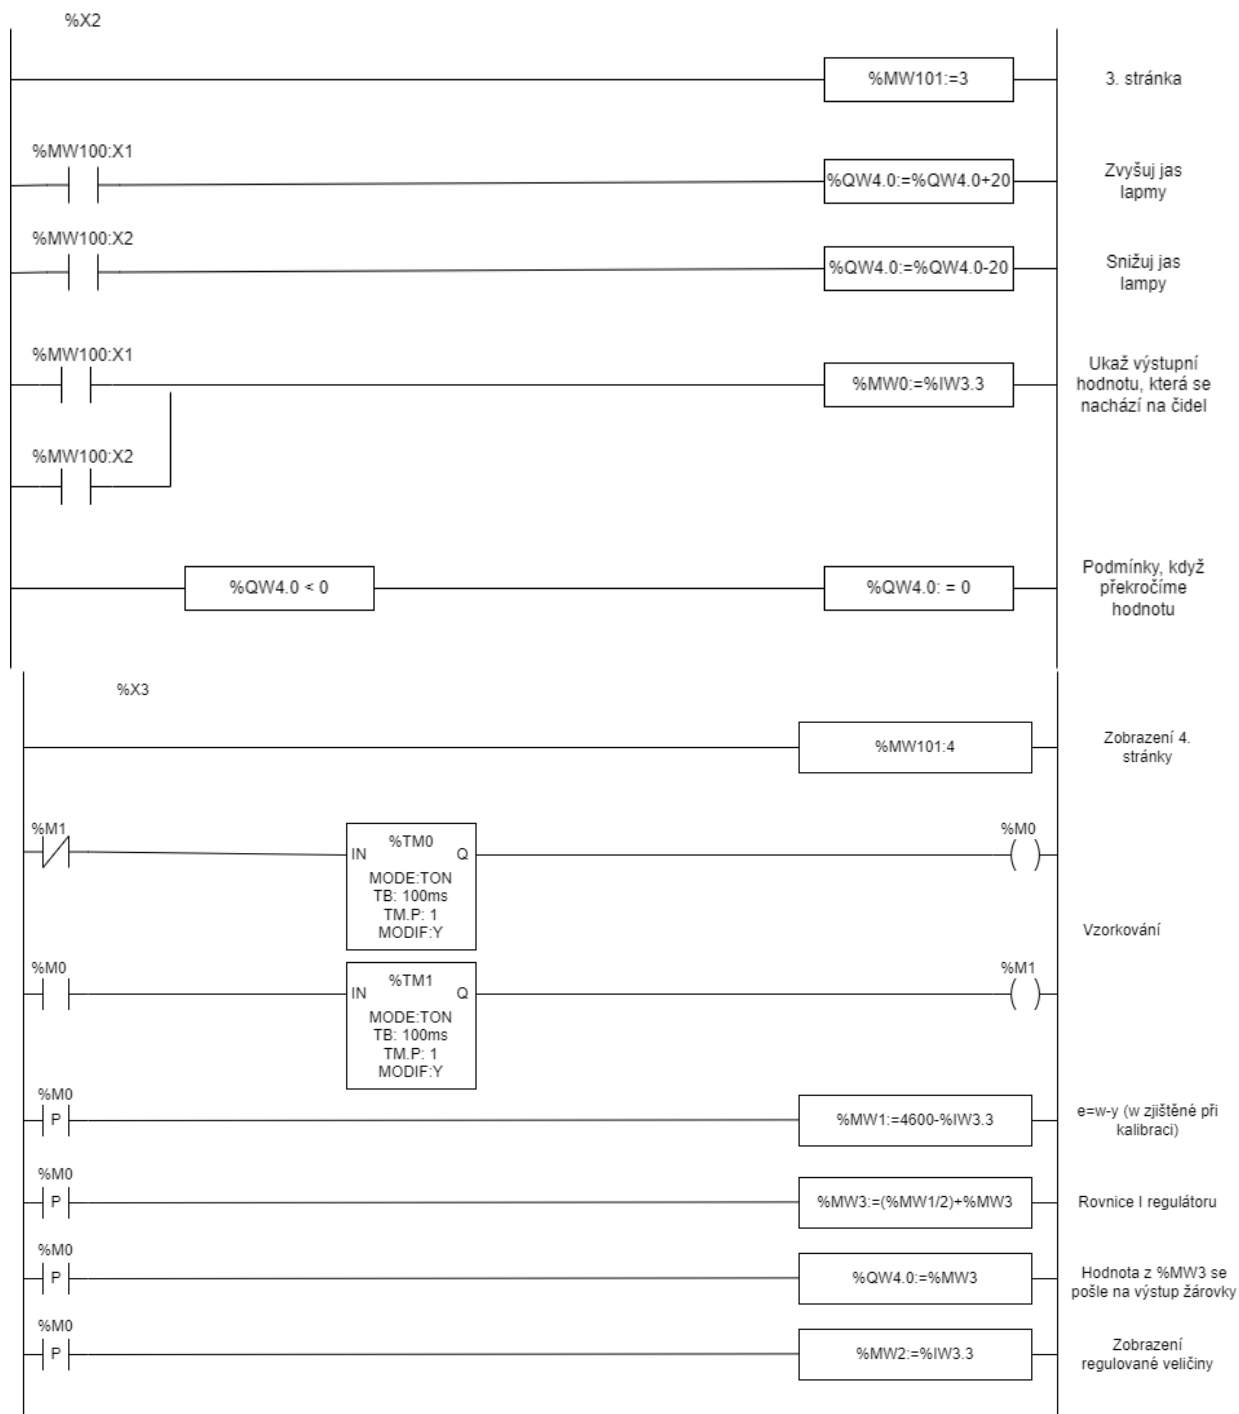 %X2
%MW101:=3
3. stránka
%MW100:X1
%QW4.0:=%QW4.0+20
Zvyšuj jas
lapmy
%MW100:X2
%QW4.0:=%QW4.0-20
Snižuj jas
lampy
%MW100:X1
%MW0:=%IW3.3
Ukaž výstupní
hodnotu, která se
nachází na čidel
%MW100:X2
%QW4.0 < 0
%QW4.0: = 0
Podmínky, když
překročíme
hodnotu
%X3
%MW101:4
Zobrazení 4.
stránky
%M1
%TM0
IN Q
MODE:TON
TB: 100ms
TM.P: 1
MODIF:Y
%M0
Vzorkování
%M0
%TM1
IN Q
MODE:TON
TB: 100ms
TM.P: 1
MODIF:Y
%M1
%M0
P
%MW1:=4600-%IW3.3
e=w-y (w zjištěné při
kalibraci)
%M0
P
%MW3:=(%MW1/2)+%MW3
Rovnice I regulátoru
%M0
P
%QW4.0:=%MW3
Hodnota z %MW3 se
pošle na výstup žárovky
%M0
P
%MW2:=%IW3.3
Zobrazení
regulované veličiny